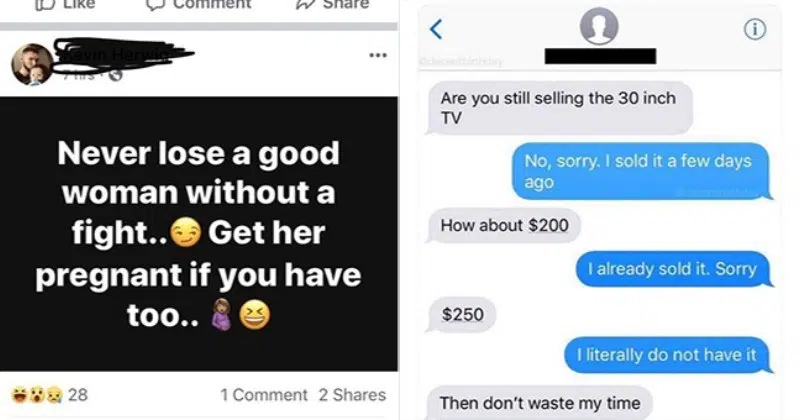 Like
Comment
Share
7 hrs
Never lose a good
woman without a
fight..😏 Get her
pregnant if you have
too.. 🤰🏽😆
28
1 Comment 2 Shares
Are you still selling the 30 inch
TV
No, sorry. I sold it a few days
ago
How about $200
I already sold it. Sorry
$250
I literally do not have it
Then don't waste my time